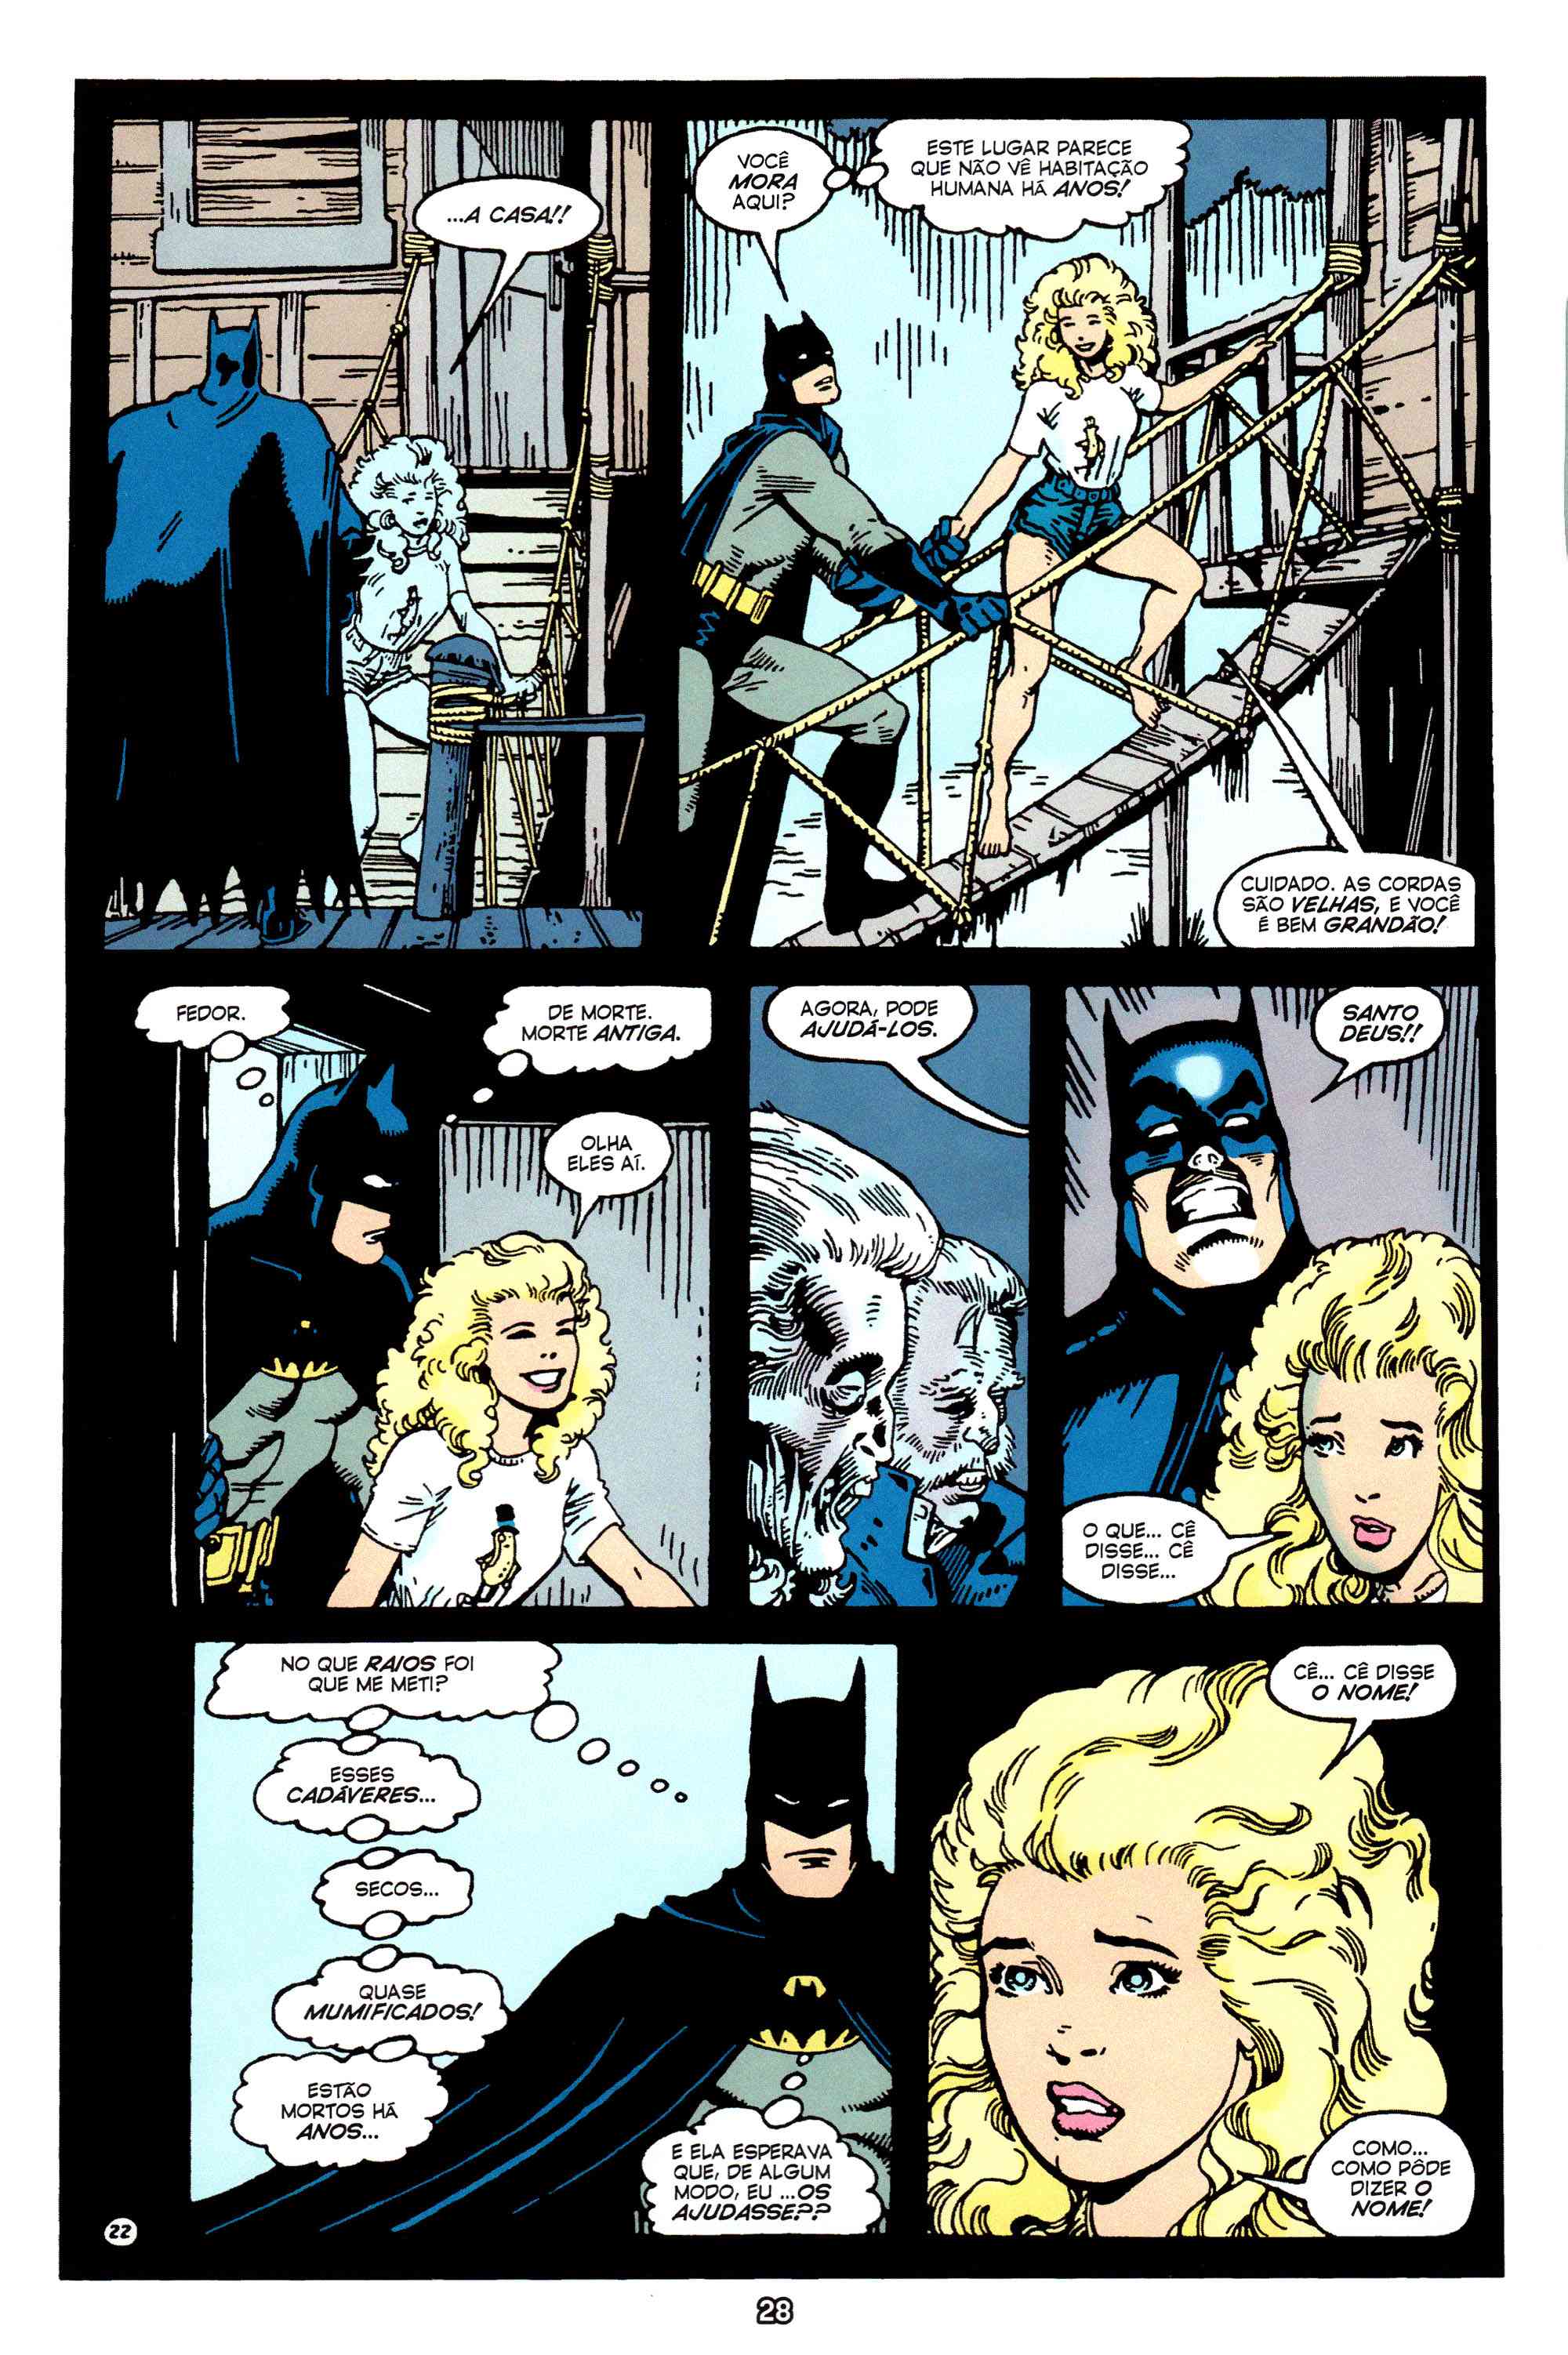 ...A CASA!!
VOCÊ
MORA
AQUI?
ESTE LUGAR PARECE
QUE NÃO VÊ HABITAÇÃO
HUMANA HÁ ANOS!
CUIDADO. AS CORDAS
SÃO VELHAS, E VOCÊ
É BEM GRANDÃO!
FEDOR.
DE MORTE.
MORTE ANTIGA.
OLHA
ELES AÍ.
AGORA, PODE
AJUDÁ-LOS.
SANTO
DEUS!!
O QUE... CÊ
DISSE... CÊ
DISSE...
NO QUE RAIOS FOI
QUE ME METI?
ESSES
CADÁVERES...
SECOS...
QUASE
MUMIFICADOS!
ESTÃO
MORTOS HÁ
ANOS...
E ELA ESPERAVA
QUE, DE ALGUM
MODO, EU ...OS
AJUDASSE??
CÊ... CÊ DISSE
O NOME!
COMO...
COMO PÔDE
DIZER O
NOME!
22
28